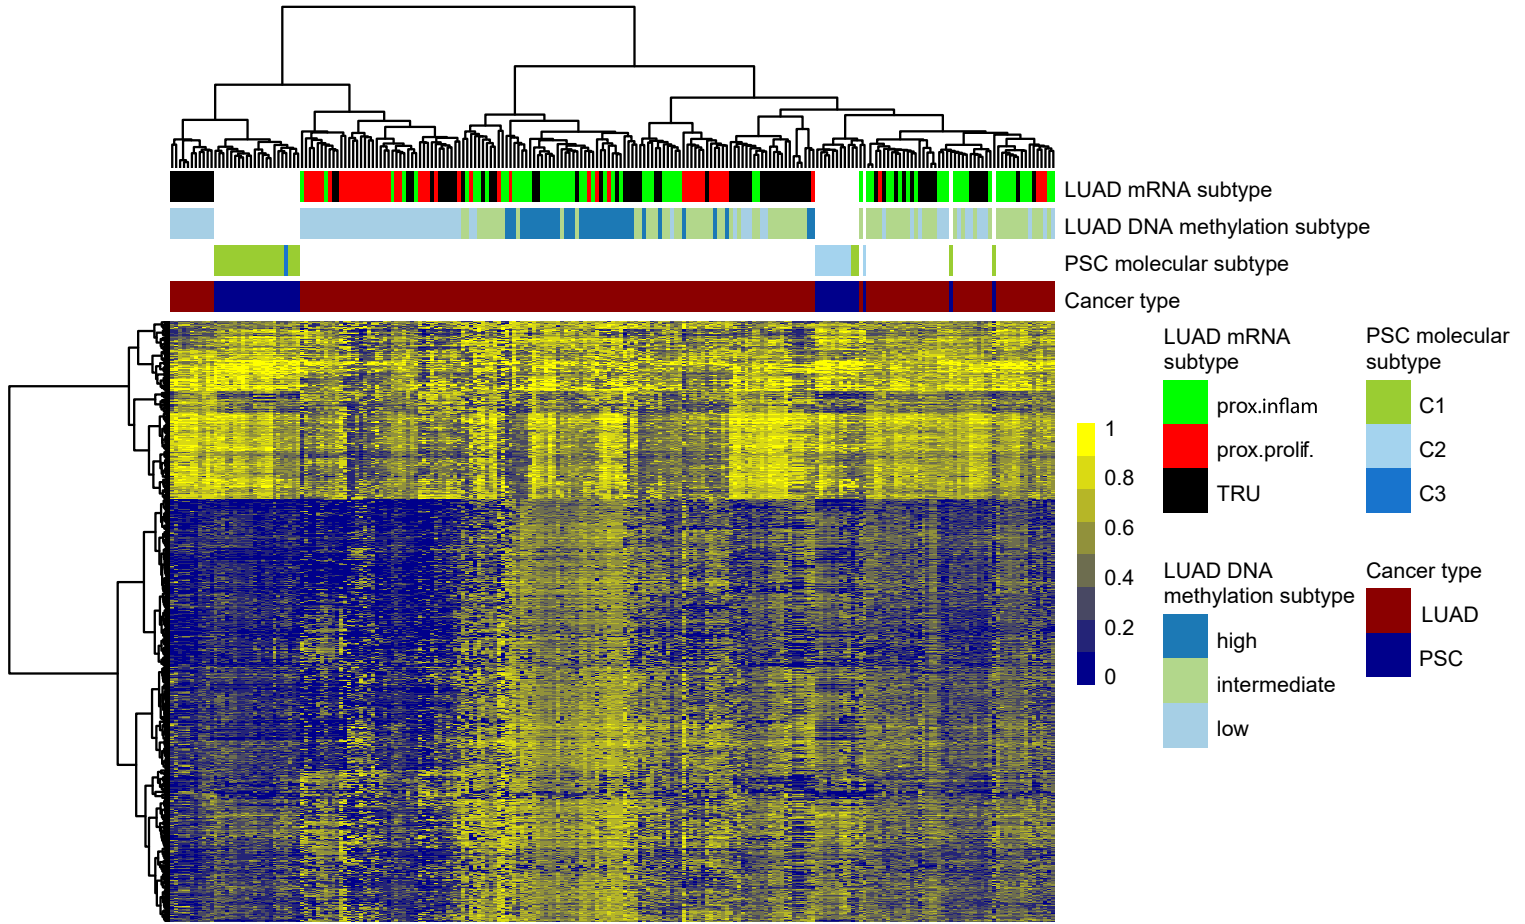 LUAD mRNA subtype
LUAD DNA methylation subtype
PSC molecular subtype
Cancer type
LUAD mRNA
subtype
prox.inflam
prox.prolif.
TRU
PSC molecular
subtype
C1
C2
C3
1
0.8
0.6
0.4
0.2
0
LUAD DNA
methylation subtype
high
intermediate
low
Cancer type
LUAD
PSC